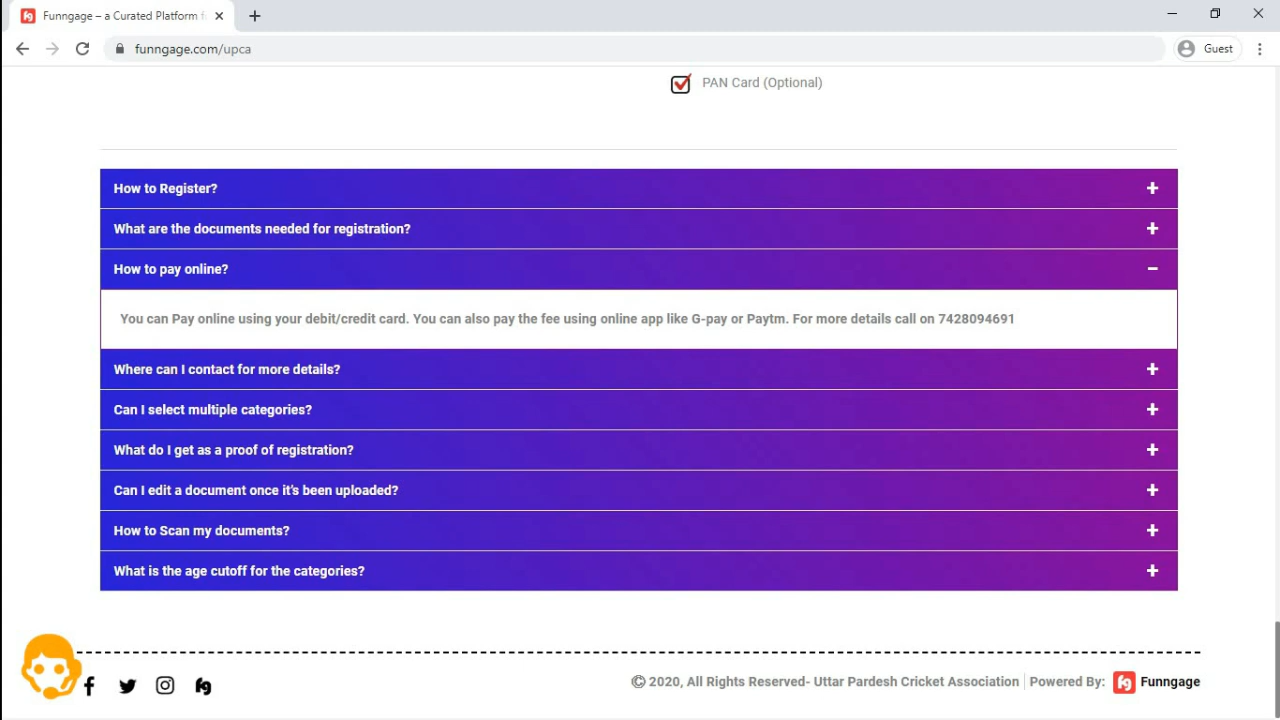 Funngage – a Curated Platform f
funngage.com/upca
Guest
PAN Card (Optional)
How to Register?
What are the documents needed for registration?
How to pay online?
You can Pay online using your debit/credit card. You can also pay the fee using online app like G-pay or Paytm. For more details call on 7428094691
Where can I contact for more details?
Can I select multiple categories?
What do I get as a proof of registration?
Can I edit a document once it's been uploaded?
How to Scan my documents?
What is the age cutoff for the categories?
© 2020, All Rights Reserved- Uttar Pardesh Cricket Association | Powered By: Funngage